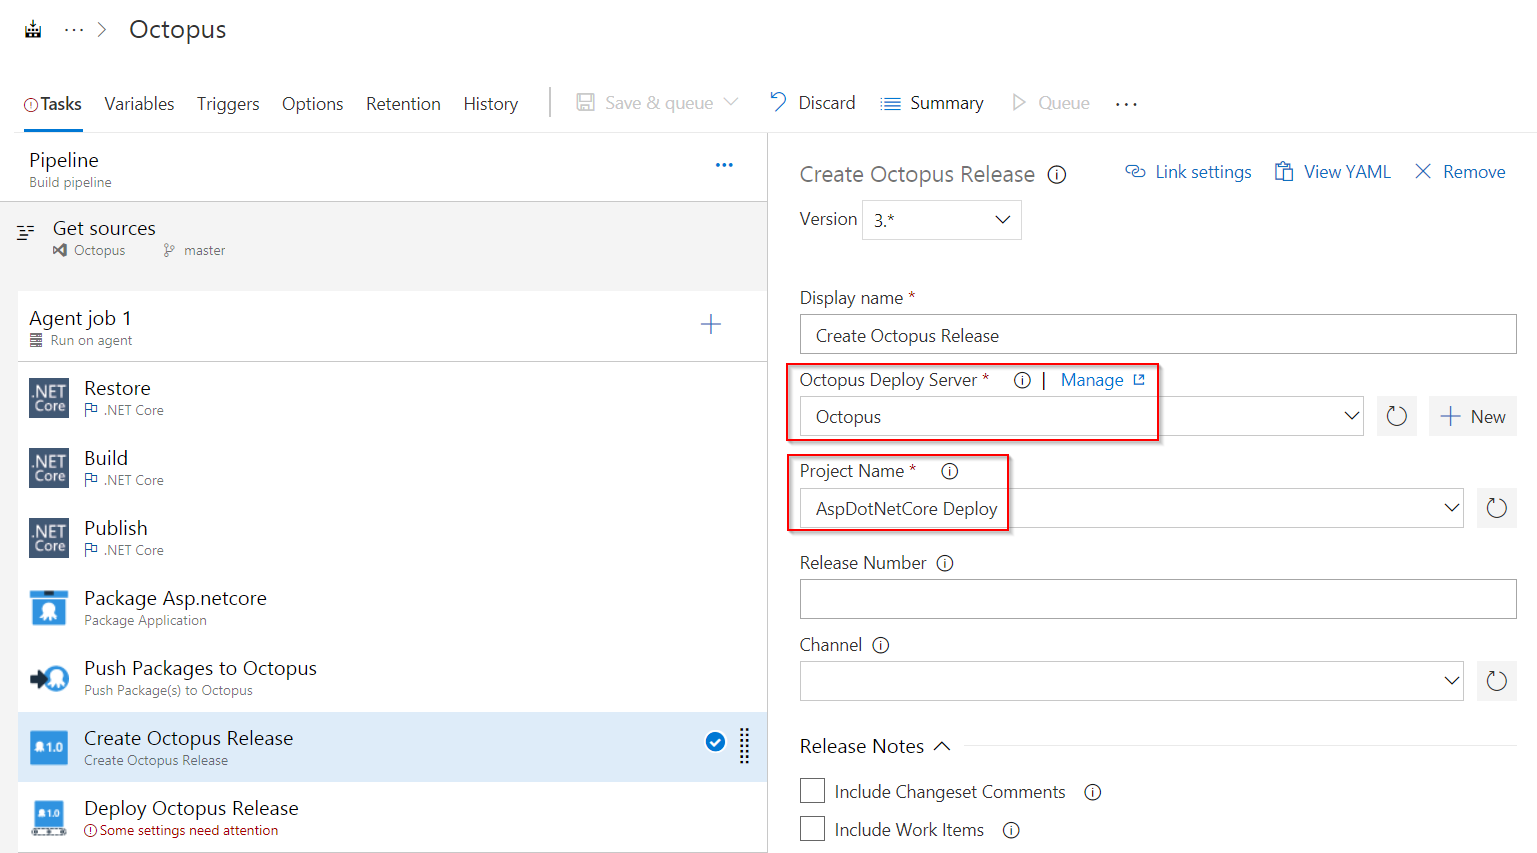 ··· > Octopus
Tasks Variables Triggers Options Retention History Save & queue Discard Summary Queue ···
Pipeline
Build pipeline
Get sources
Octopus master
Agent job 1
Run on agent
.NET Core
Restore
.NET Core
.NET Core
Build
.NET Core
.NET Core
Publish
.NET Core
Package Asp.netcore
Package Application
Push Packages to Octopus
Push Package(s) to Octopus
1.0
Create Octopus Release
Create Octopus Release
1.0
Deploy Octopus Release
Some settings need attention
Create Octopus Release
Link settings View YAML Remove
Version 3.*
Display name *
Create Octopus Release
Octopus Deploy Server * | Manage
Octopus
New
Project Name *
AspDotNetCore Deploy
Release Number
Channel
Release Notes
Include Changeset Comments
Include Work Items